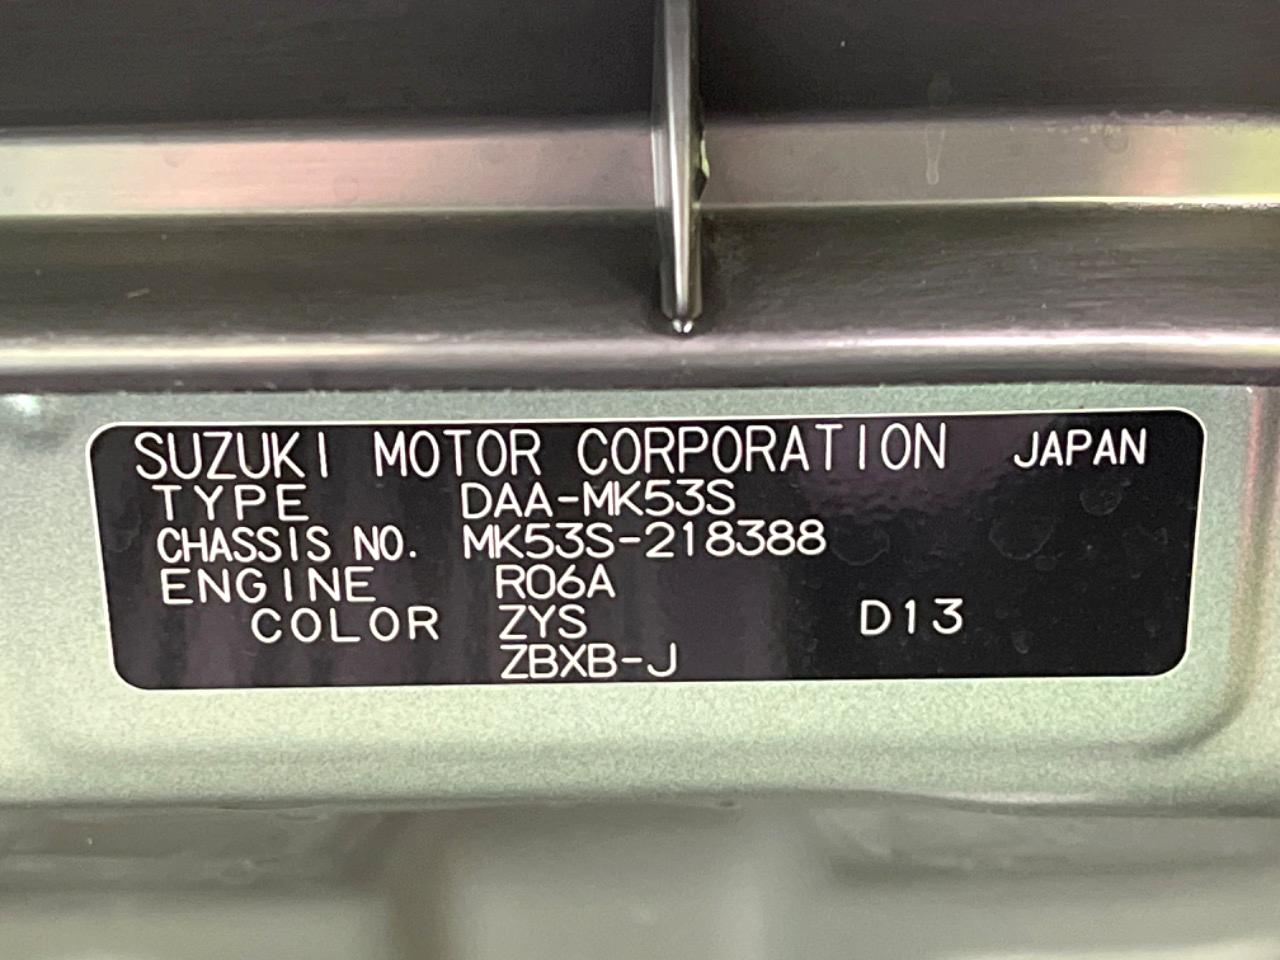 SUZUKI MOTOR CORPORATION JAPAN
TYPE DAA-MK53S
CHASSIS NO. MK53S-218388
ENGINE R06A
COLOR ZYS D13
ZBXB-J